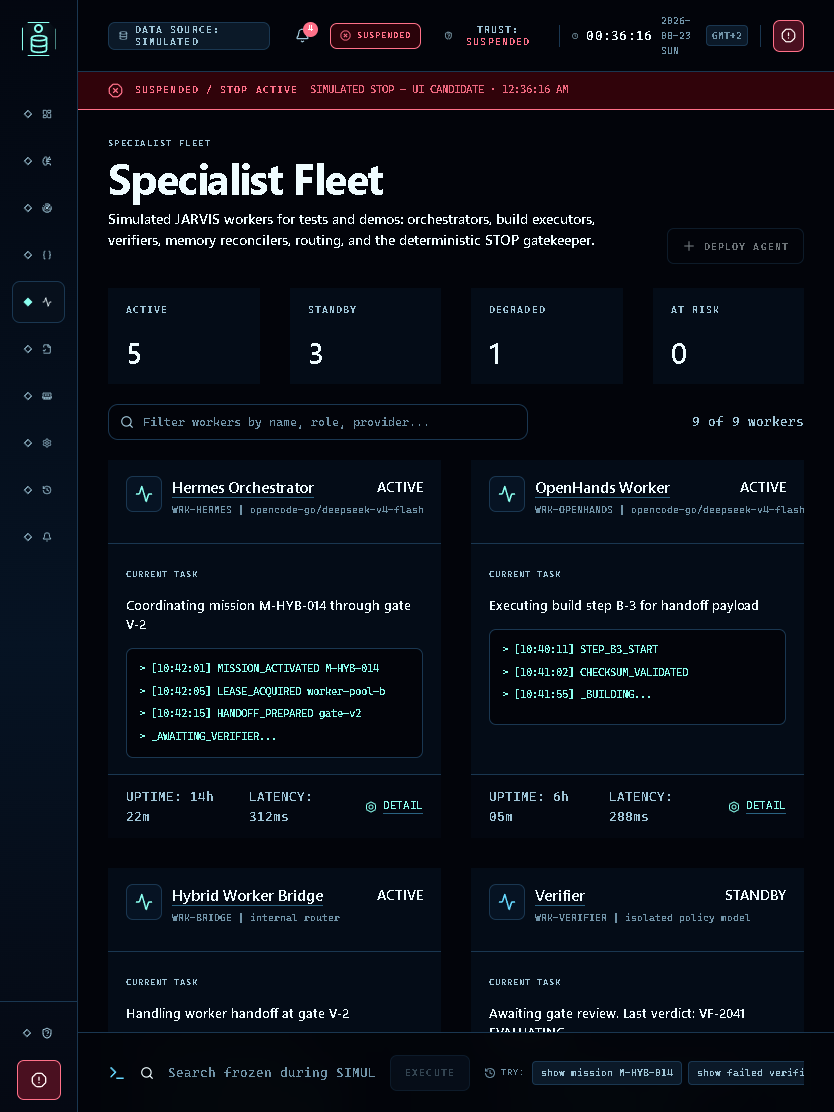 DATA SOURCE:
SIMULATED
4
SUSPENDED
TRUST:
SUSPENDED
00:36:16
2026-
08-23
SUN
GMT+2
SUSPENDED / STOP ACTIVE SIMULATED STOP — UI CANDIDATE · 12:36:16 AM
SPECIALIST FLEET
Specialist Fleet
Simulated JARVIS workers for tests and demos: orchestrators, build executors,
verifiers, memory reconcilers, routing, and the deterministic STOP gatekeeper.
DEPLOY AGENT
ACTIVE
5
STANDBY
3
DEGRADED
1
AT RISK
0
Filter workers by name, role, provider...
9 of 9 workers
Hermes Orchestrator ACTIVE
WRK-HERMES | opencode-go/deepseek-v4-flash
CURRENT TASK
Coordinating mission M-HYB-014 through gate
V-2
> [10:42:01] MISSION_ACTIVATED M-HYB-014
> [10:42:05] LEASE_ACQUIRED worker-pool-b
> [10:42:15] HANDOFF_PREPARED gate-v2
> _AWAITING_VERIFIER...
UPTIME: 14h
22m
LATENCY:
312ms
DETAIL
OpenHands Worker ACTIVE
WRK-OPENHANDS | opencode-go/deepseek-v4-flash
CURRENT TASK
Executing build step B-3 for handoff payload
> [10:40:11] STEP_B3_START
> [10:41:02] CHECKSUM_VALIDATED
> [10:41:55] _BUILDING...
UPTIME: 6h
05m
LATENCY:
288ms
DETAIL
Hybrid Worker Bridge ACTIVE
WRK-BRIDGE | internal router
CURRENT TASK
Handling worker handoff at gate V-2
Verifier STANDBY
WRK-VERIFIER | isolated policy model
CURRENT TASK
Awaiting gate review. Last verdict: VF-2041
EVALUATING
Search frozen during SIMUL
EXECUTE
TRY:
show mission M-HYB-014
show failed verifi